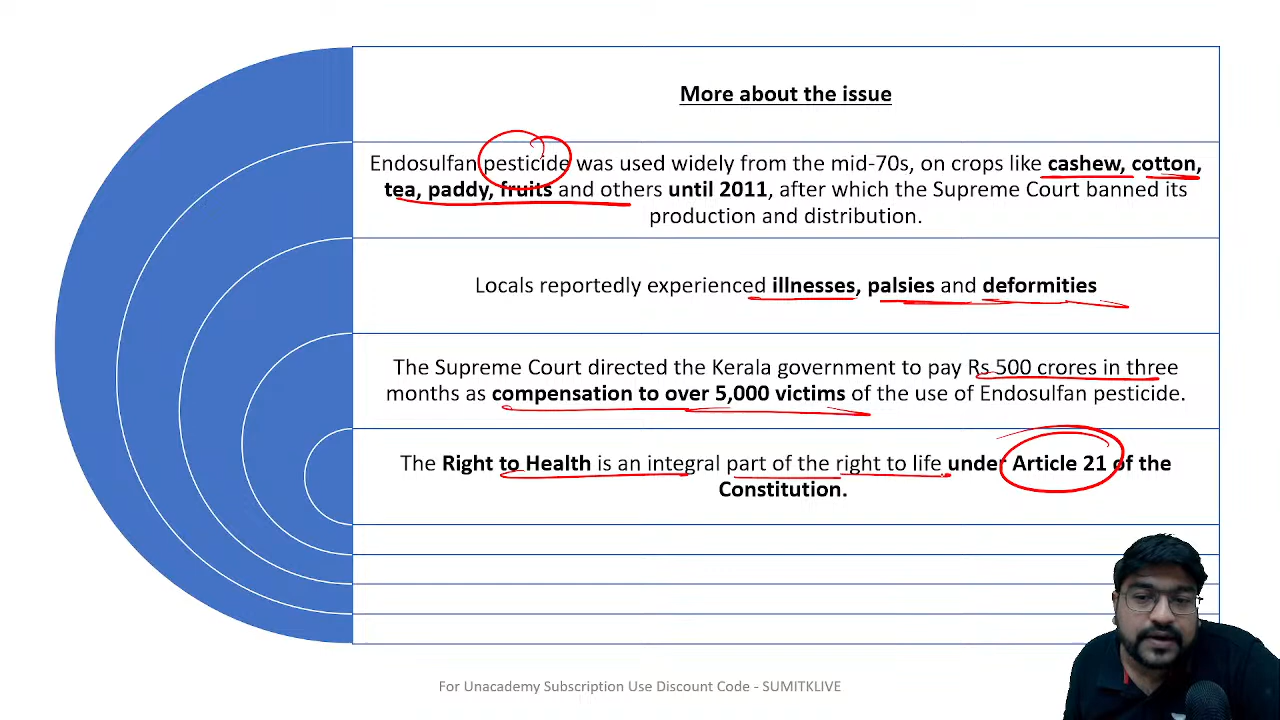 More about the issue
Endosulfan pesticide was used widely from the mid-70s, on crops like cashew, cotton,
tea, paddy, fruits and others until 2011, after which the Supreme Court banned its
production and distribution.
Locals reportedly experienced illnesses, palsies and deformities
The Supreme Court directed the Kerala government to pay Rs 500 crores in three
months as compensation to over 5,000 victims of the use of Endosulfan pesticide.
The Right to Health is an integral part of the right to life under Article 21 of the
Constitution.
For Unacademy Subscription Use Discount Code - SUMITKLIVE